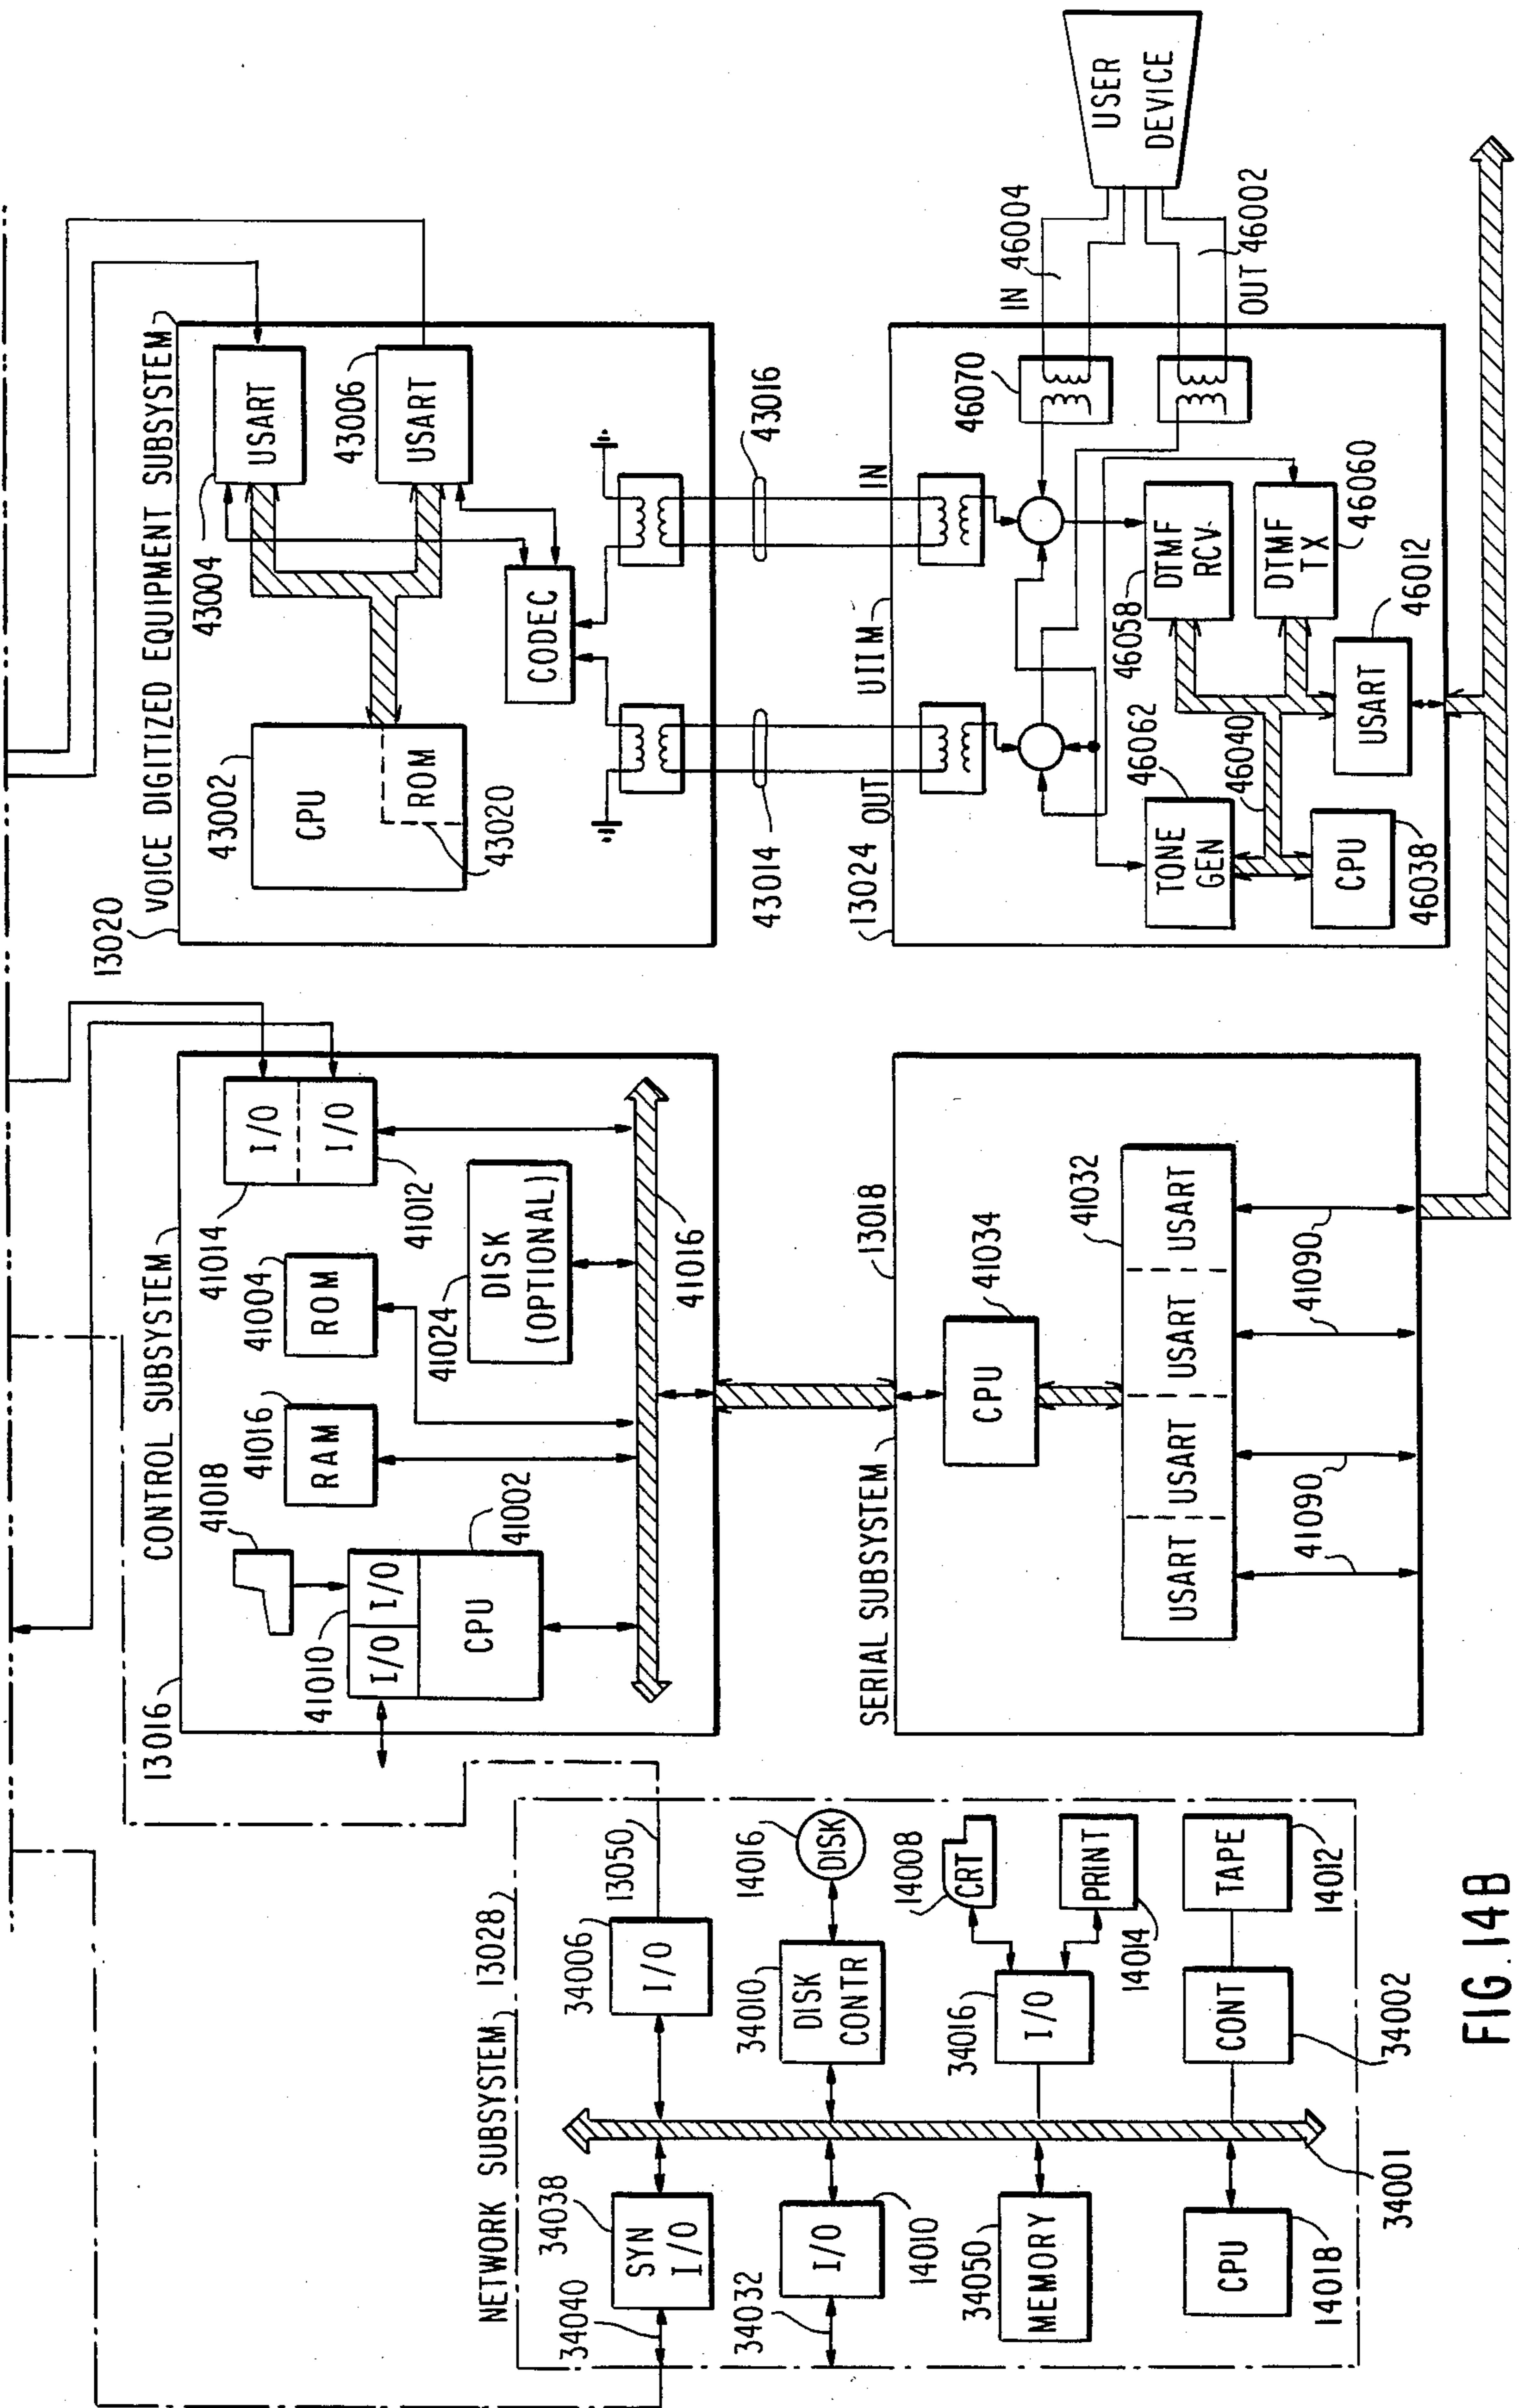 NETWORK SUBSYSTEM
13028
34040
34038
SYN
I/O
34006
I/O
13050
34032
I/O
14010
34010
DISK
CONTR
14016
DISK
34050
MEMORY
34016
I/O
14008
CRT
PRINT
14014
CPU
14018
34001
CONT
34002
TAPE
14012
13016
CONTROL SUBSYSTEM
41018
41010
I/O
I/O
CPU
41002
41016
RAM
41004
ROM
41014
I/O
I/O
41012
41024
DISK
(OPTIONAL)
41016
SERIAL SUBSYSTEM
13018
CPU
41034
41032
USART
USART
USART
USART
41090
41090
13020
VOICE DIGITIZED EQUIPMENT SUBSYSTEM
43002
CPU
ROM
43020
43004
USART
43006
USART
CODEC
43014
43016
13024
OUT
UTIIM
IN
46070
IN 46004
OUT 46002
USER
DEVICE
46062
TONE
GEN
46040
46058
DTMF
RCV
DTMF
TX
46060
CPU
46038
USART
46012
FIG.14B